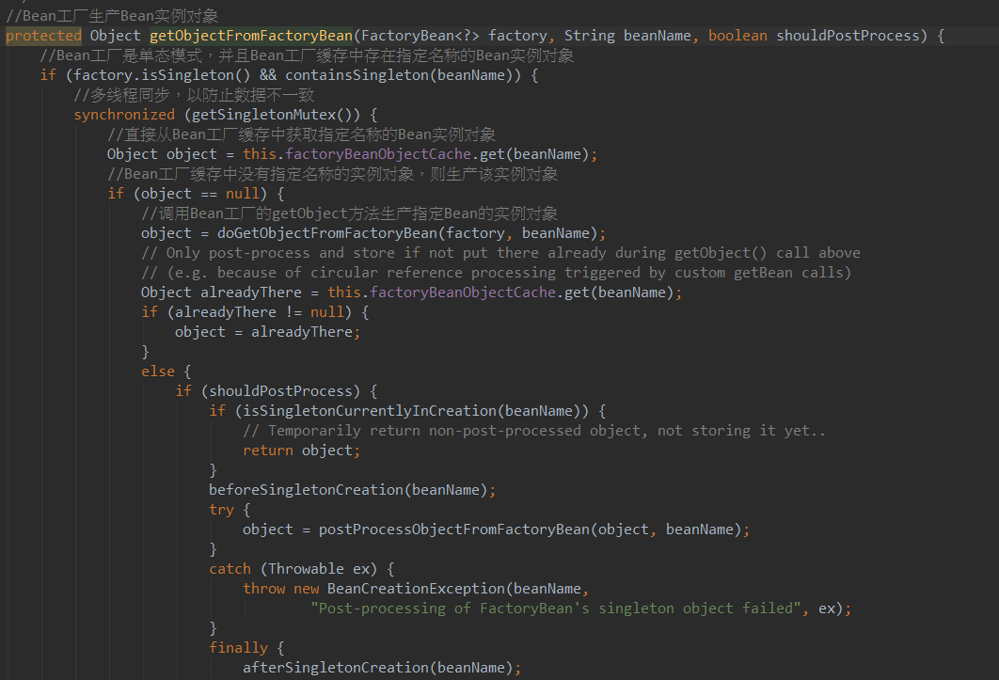 //Bean工厂生产Bean实例对象
protected Object getObjectFromFactoryBean(FactoryBean<?> factory, String beanName, boolean shouldPostProcess) {
//Bean工厂是单态模式，并且Bean工厂缓存中存在指定名称的Bean实例对象
if (factory.isSingleton() && containsSingleton(beanName)) {
//多线程同步，以防止数据不一致
synchronized (getSingletonMutex()) {
//直接从Bean工厂缓存中获取指定名称的Bean实例对象
Object object = this.factoryBeanObjectCache.get(beanName);
//Bean工厂缓存中没有指定名称的实例对象，则生产该实例对象
if (object == null) {
//调用Bean工厂的getObject方法生产指定Bean的实例对象
object = doGetObjectFromFactoryBean(factory, beanName);
// Only post-process and store if not put there already during getObject() call above
// (e.g. because of circular reference processing triggered by custom getBean calls)
Object alreadyThere = this.factoryBeanObjectCache.get(beanName);
if (alreadyThere != null) {
object = alreadyThere;
}
else {
if (shouldPostProcess) {
if (isSingletonCurrentlyInCreation(beanName)) {
// Temporarily return non-post-processed object, not storing it yet..
return object;
}
beforeSingletonCreation(beanName);
try {
object = postProcessObjectFromFactoryBean(object, beanName);
}
catch (Throwable ex) {
throw new BeanCreationException(beanName,
"Post-processing of FactoryBean's singleton object failed", ex);
}
finally {
afterSingletonCreation(beanName);